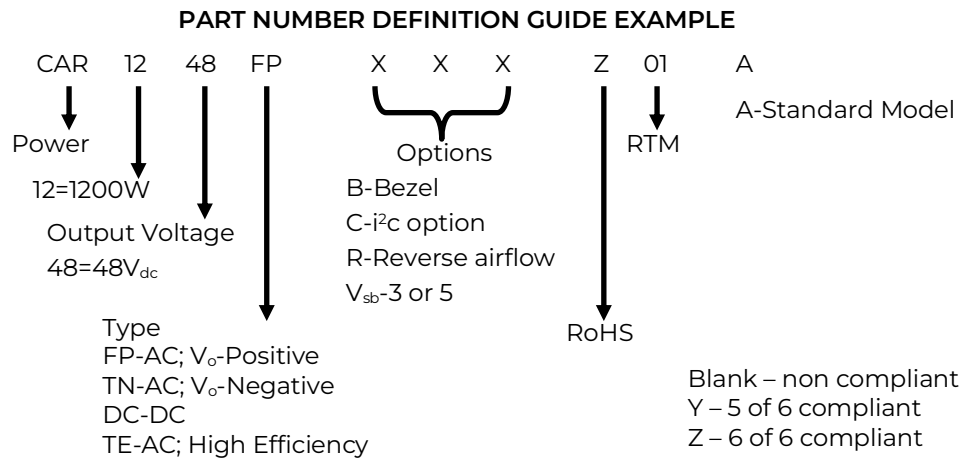 PART NUMBER DEFINITION GUIDE EXAMPLE
CAR 12 48 FP X X X Z 01 A
A-Standard Model
Power
Options
RTM
12=1200W
B-Bezel
C-i²c option
Output Voltage
48=48Vdc
R-Reverse airflow
Vsb-3 or 5
Type
RoHS
FP-AC; Vo-Positive
TN-AC; Vo-Negative
DC-DC
TE-AC; High Efficiency
Blank – non compliant
Y – 5 of 6 compliant
Z – 6 of 6 compliant